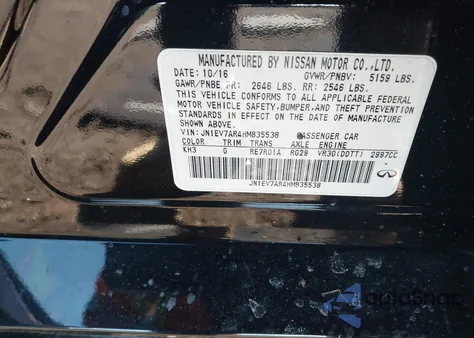 MANUFACTURED BY NISSAN MOTOR CO.,LTD.
DATE: 10/16 GVWR/PNBV: 5159 LBS.
GAWR/PNBE FR: 2646 LBS. RR: 2546 LBS.
THIS VEHICLE CONFORMS TO ALL APPLICABLE FEDERAL
MOTOR VEHICLE SAFETY,BUMPER,AND THEFT PREVENTION
STANDARDS IN EFFECT ON THE DATE OF MANUFACTURE
SHOWN ABOVE.
VIN: JN1EV7AR4HM835538 PASSENGER CAR
COLOR TRIM TRANS AXLE ENGINE
KH3 G RE7R01A RG29 VR30(DDTT) 2997CC
JN1EV7AR4HM835538
INFINITI
autosnap